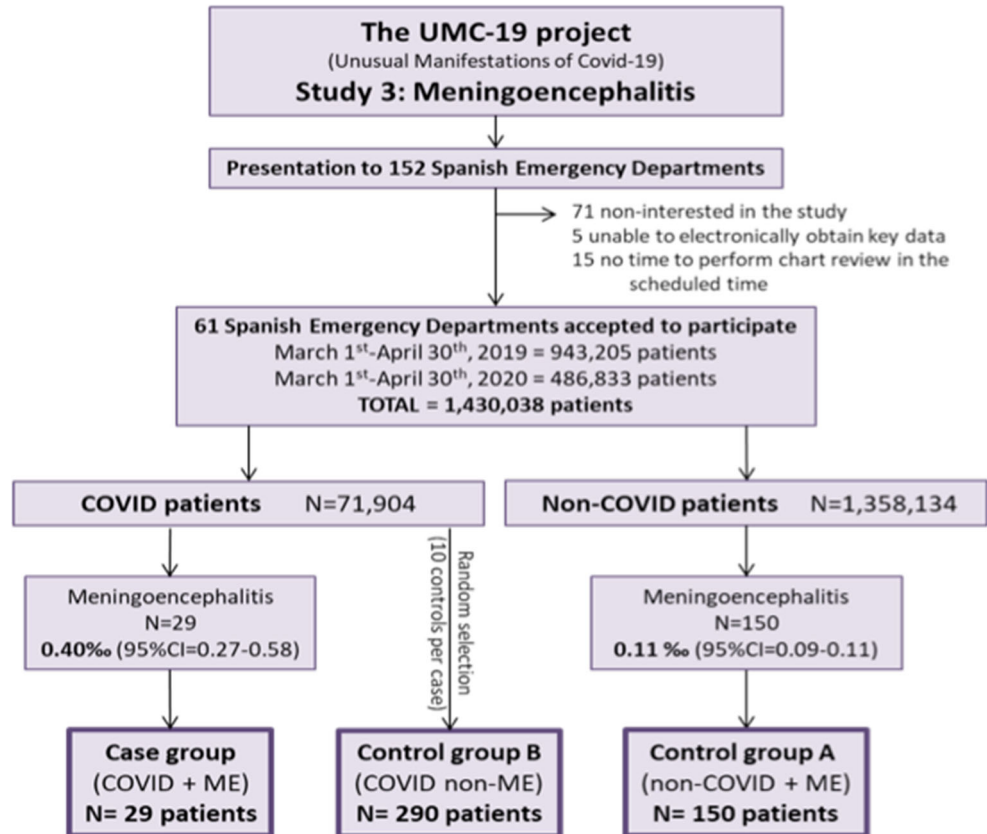 The UMC-19 project
(Unusual Manifestations of Covid-19)
Study 3: Meningoencephalitis
Presentation to 152 Spanish Emergency Departments
71 non-interested in the study
5 unable to electronically obtain key data
15 no time to perform chart review in the
scheduled time
61 Spanish Emergency Departments accepted to participate
March 1st-April 30th, 2019 = 943,205 patients
March 1st-April 30th, 2020 = 486,833 patients
TOTAL = 1,430,038 patients
COVID patients N=71,904
Non-COVID patients N=1,358,134
Random selection
(10 controls per case)
Meningoencephalitis
N=29
0.40‰ (95%CI=0.27-0.58)
Meningoencephalitis
N=150
0.11 ‰ (95%CI=0.09-0.11)
Case group
(COVID + ME)
N= 29 patients
Control group B
(COVID non-ME)
N= 290 patients
Control group A
(non-COVID + ME)
N= 150 patients